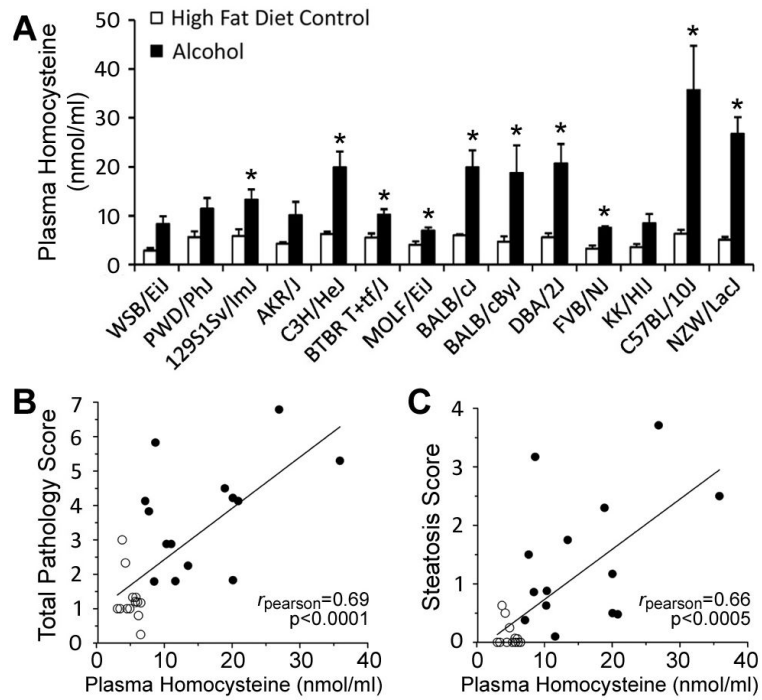 A
High Fat Diet Control
Alcohol
Plasma Homocysteine
(nmol/ml)
50
40
30
20
10
0
*
*
*
*
*
*
*
*
*
*
WSB/EiJ
PWD/PhJ
129S1Sv/ImJ
AKR/J
C3H/HeJ
BTBR T+tf/J
MOLF/EiJ
BALB/cJ
BALB/cByJ
DBA/2J
FVB/NJ
KK/HIJ
C57BL/10J
NZW/LacJ
B
Total Pathology Score
7
6
5
4
3
2
1
0
rpearson=0.69
p<0.0001
0 10 20 30 40
Plasma Homocysteine (nmol/ml)
C
Steatosis Score
4
3
2
1
0
rpearson=0.66
p<0.0005
0 10 20 30 40
Plasma Homocysteine (nmol/ml)